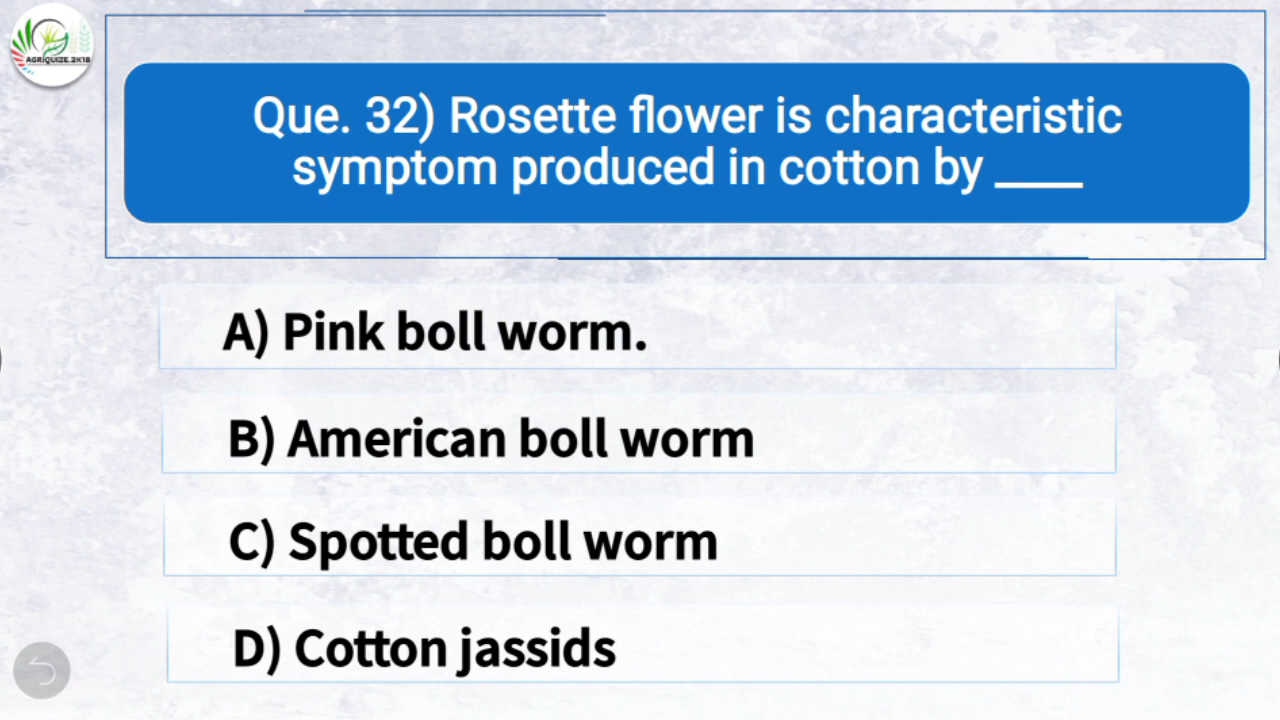 AGRIQUIZE.2K18
Que. 32) Rosette flower is characteristic
symptom produced in cotton by ____
A) Pink boll worm.
B) American boll worm
C) Spotted boll worm
D) Cotton jassids